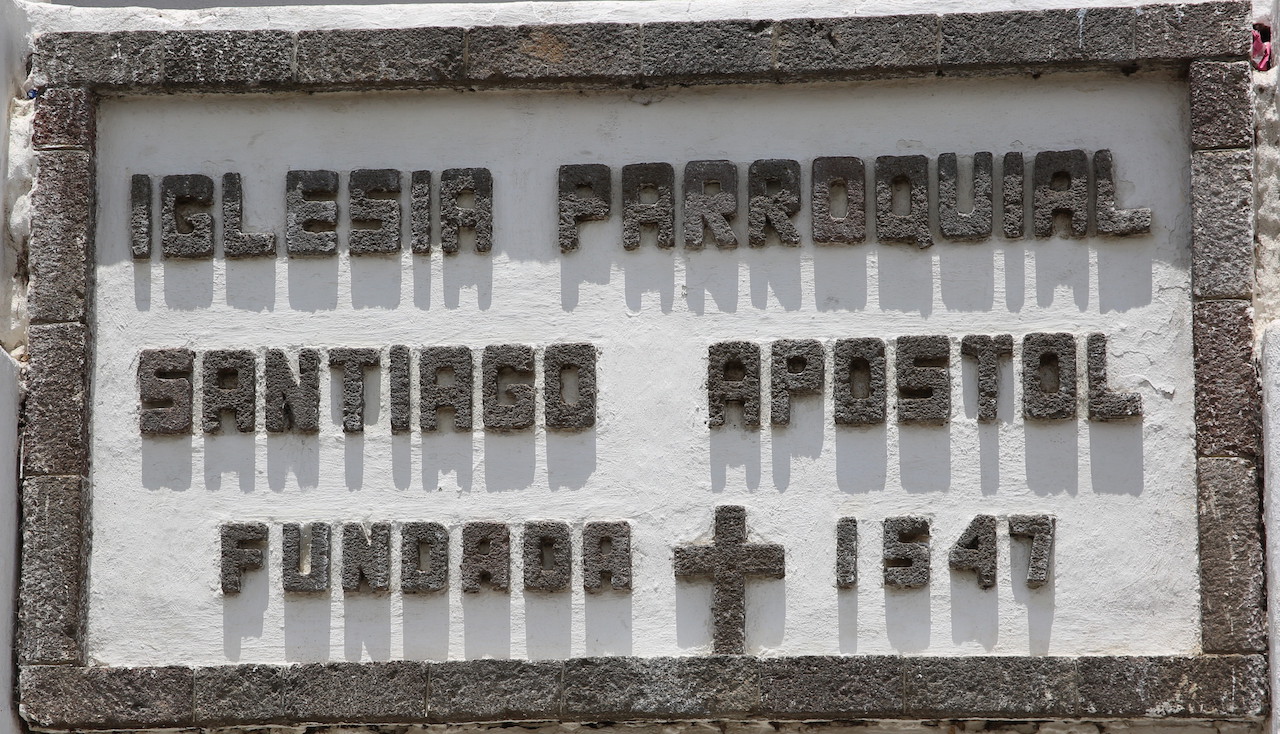 IGLESIA PARROQUIAL
SANTIAGO APOSTOL
FUNDADA 1547